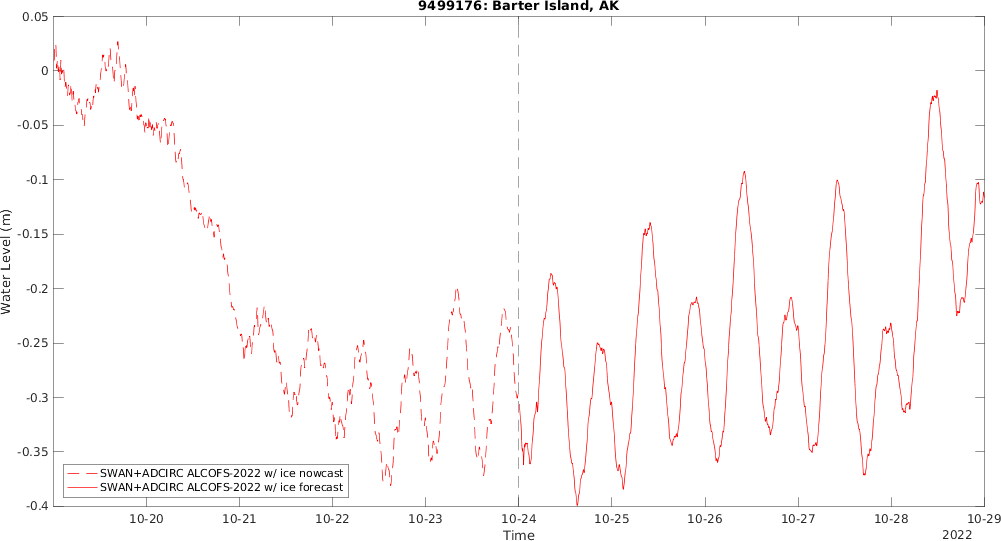 9499176: Barter Island, AK
0.05
0
-0.05
-0.1
-0.15
-0.2
-0.25
-0.3
-0.35
-0.4
Water Level (m)
SWAN+ADCIRC ALCOFS-2022 w/ ice nowcast
SWAN+ADCIRC ALCOFS-2022 w/ ice forecast
10-20 10-21 10-22 10-23 10-24 10-25 10-26 10-27 10-28 10-29
Time
2022